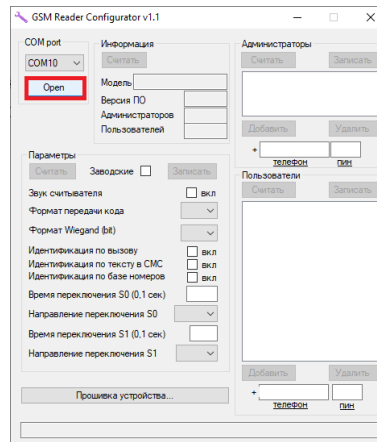 GSM Reader Configurator v1.1
COM port
COM10
Open
Информация
Считать
Модель
Версия ПО
Администраторов
Пользователей
Администраторы
Считать Записать
Добавить Удалить
+
телефон пин
Параметры
Считать Заводские Записать
Звук считывателя вкл
Формат передачи кода
Формат Wiegand (bit)
Идентификация по вызову вкл
Идентификация по тексту в СМС вкл
Идентификация по базе номеров вкл
Время переключения S0 (0,1 сек)
Направление переключения S0
Время переключения S1 (0,1 сек)
Направление переключения S1
Прошивка устройства...
Пользователи
Считать Записать
Добавить Удалить
+
телефон пин